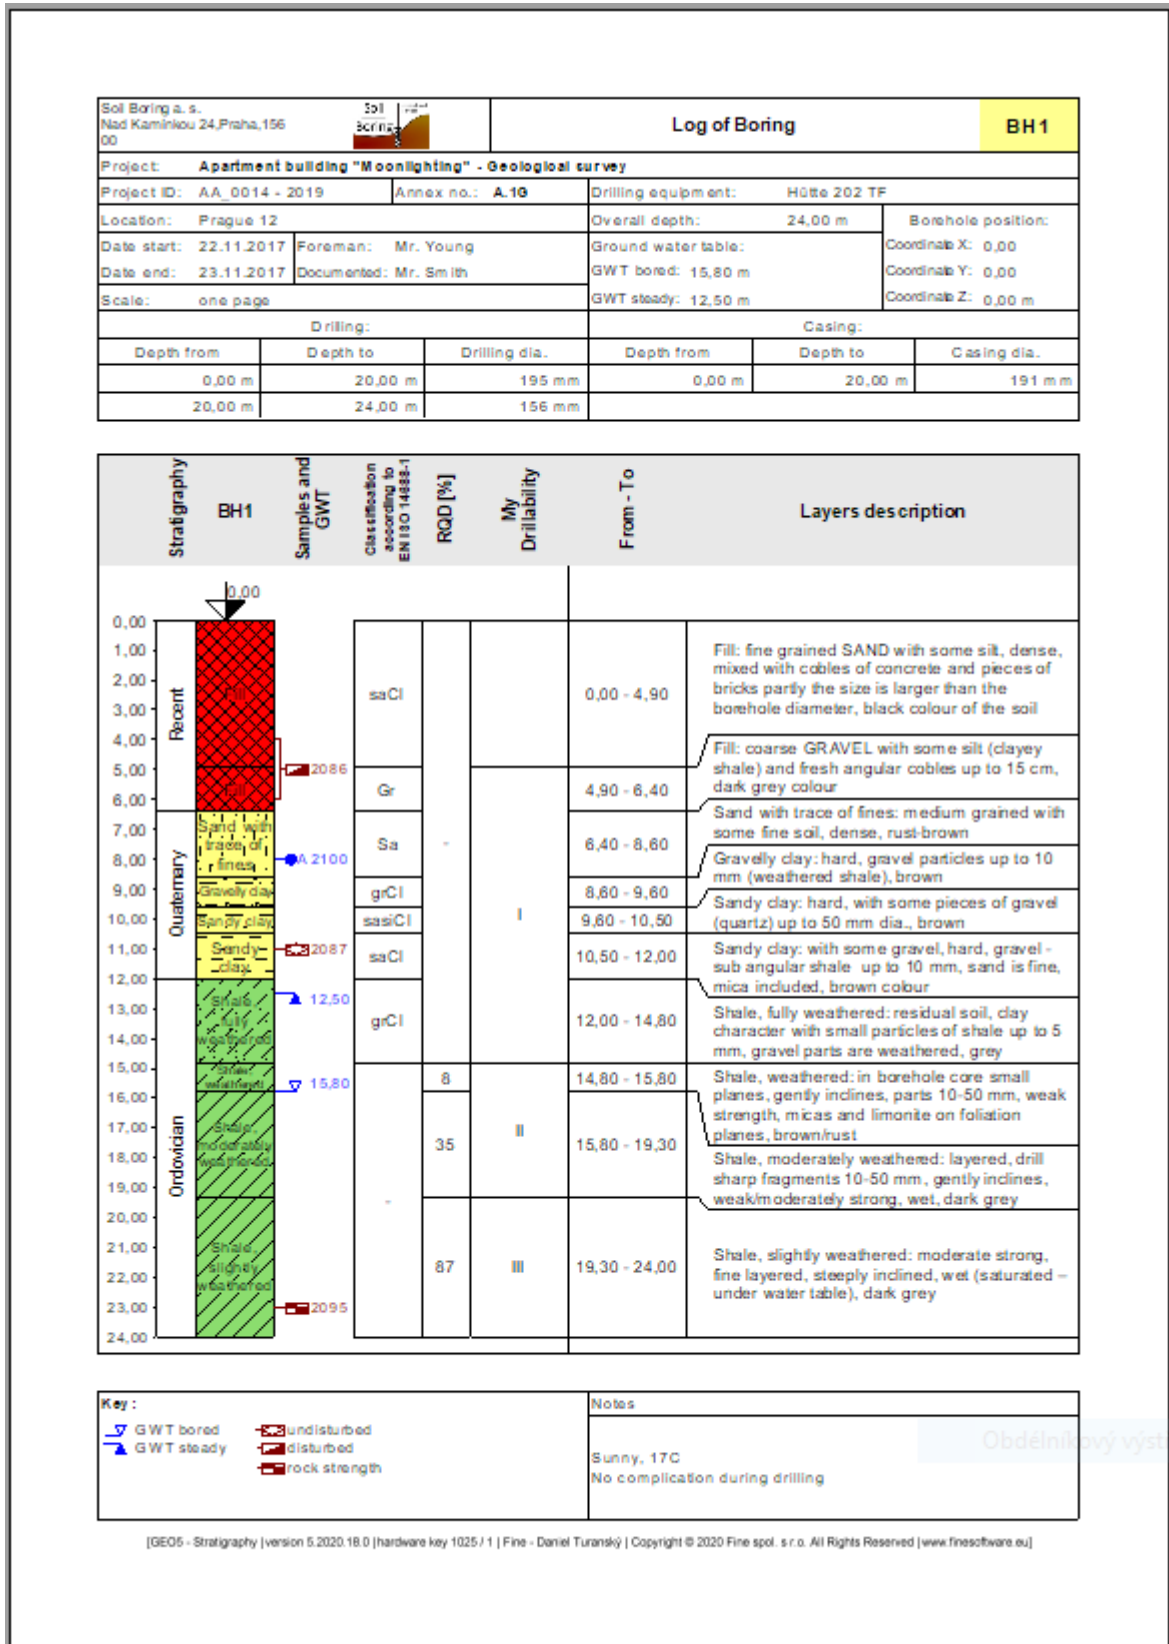 Soil Boring a. s.
Nad Kamínkou 24,Praha,156
00
Soil
Boring
Log of Boring
BH1
Project: Apartment building "Moonlighting" - Geological survey
Project ID: AA_0014 - 2019 Annex no.: A.1G Drilling equipment: Hütte 202 TF
Location: Prague 12 Overall depth: 24,00 m Borehole position:
Date start: 22.11.2017 Foreman: Mr. Young Ground water table: Coordinate X: 0,00
Date end: 23.11.2017 Documented: Mr. Smith GWT bored: 15,80 m Coordinate Y: 0,00
Scale: one page GWT steady: 12,50 m Coordinate Z: 0,00 m
Drilling: Casing:
Depth from Depth to Drilling dia. Depth from Depth to Casing dia.
0,00 m 20,00 m 195 mm 0,00 m 20,00 m 191 mm
20,00 m 24,00 m 156 mm
Stratigraphy
BH1
Samples and
GWT
Classification
according to
EN ISO 14688-1
RQD [%]
My
Drillability
From - To
Layers description
0,00
0,00
1,00
2,00
3,00
4,00
5,00
6,00
7,00
8,00
9,00
10,00
11,00
12,00
13,00
14,00
15,00
16,00
17,00
18,00
19,00
20,00
21,00
22,00
23,00
24,00
Recent
Quaternary
Ordovician
Fill
Fill
Sand with
trace of
fines
Gravelly clay
Sandy clay
Sandy
clay
Shale,
fully
weathered
Shale,
weathered
Shale,
moderately
weathered
Shale,
slightly
weathered
2086
A 2100
2087
12,50
15,80
2095
saCl
Gr
Sa
grCl
sasiCl
saCl
grCl
-
-
8
35
87
I
II
III
0,00 - 4,90
4,90 - 6,40
6,40 - 8,60
8,60 - 9,60
9,60 - 10,50
10,50 - 12,00
12,00 - 14,80
14,80 - 15,80
15,80 - 19,30
19,30 - 24,00
Fill: fine grained SAND with some silt, dense,
mixed with cobles of concrete and pieces of
bricks partly the size is larger than the
borehole diameter, black colour of the soil
Fill: coarse GRAVEL with some silt (clayey
shale) and fresh angular cobles up to 15 cm,
dark grey colour
Sand with trace of fines: medium grained with
some fine soil, dense, rust-brown
Gravelly clay: hard, gravel particles up to 10
mm (weathered shale), brown
Sandy clay: hard, with some pieces of gravel
(quartz) up to 50 mm dia., brown
Sandy clay: with some gravel, hard, gravel -
sub angular shale up to 10 mm, sand is fine,
mica included, brown colour
Shale, fully weathered: residual soil, clay
character with small particles of shale up to 5
mm, gravel parts are weathered, grey
Shale, weathered: in borehole core small
planes, gently inclines, parts 10-50 mm, weak
strength, micas and limonite on foliation
planes, brown/rust
Shale, moderately weathered: layered, drill
sharp fragments 10-50 mm, gently inclines,
weak/moderately strong, wet, dark grey
Shale, slightly weathered: moderate strong,
fine layered, steeply inclined, wet (saturated –
under water table), dark grey
Key:
GWT bored
GWT steady
undisturbed
disturbed
rock strength
Notes
Sunny, 17C
No complication during drilling
Obdélníkový výst
[GEO5 - Stratigraphy | version 5.2020.18.0 | hardware key 1025 / 1 | Fine - Daniel Turanský | Copyright © 2020 Fine spol. s r.o. All Rights Reserved | www.finesoftware.eu]